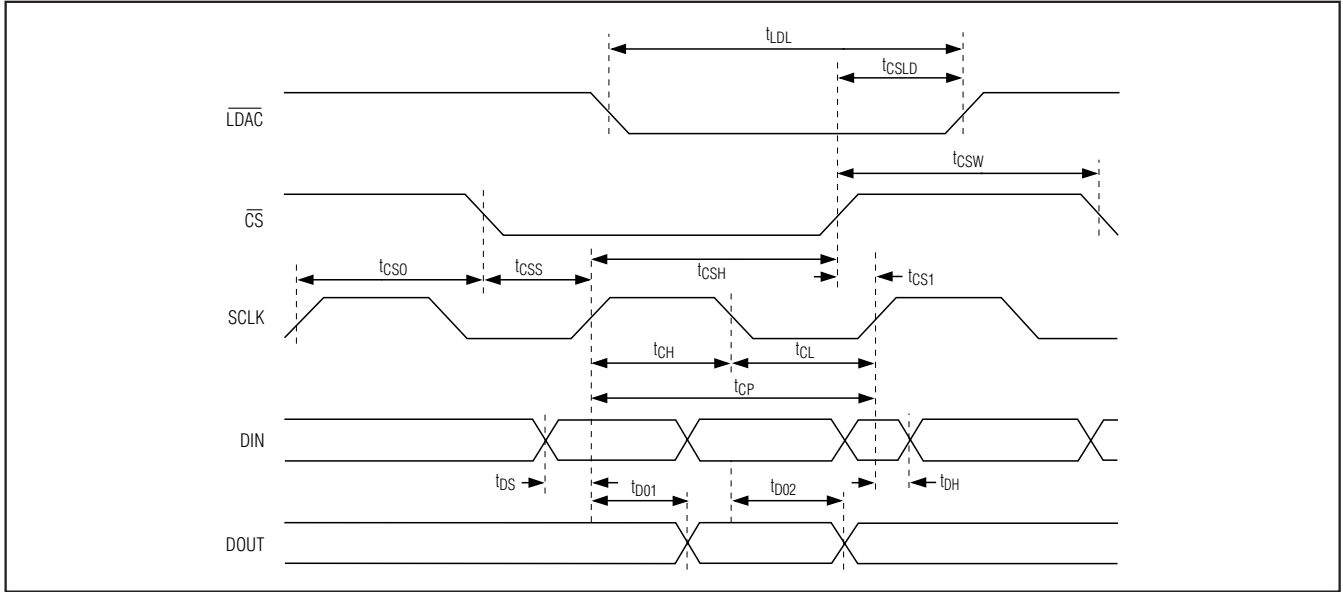 tLDL
tCSLD
LDAC
tCSW
CS
tCSO
tCSS
tCSH
tCS1
SCLK
tCH
tCL
tCP
DIN
tDS
tDO1
tDO2
tDH
DOUT